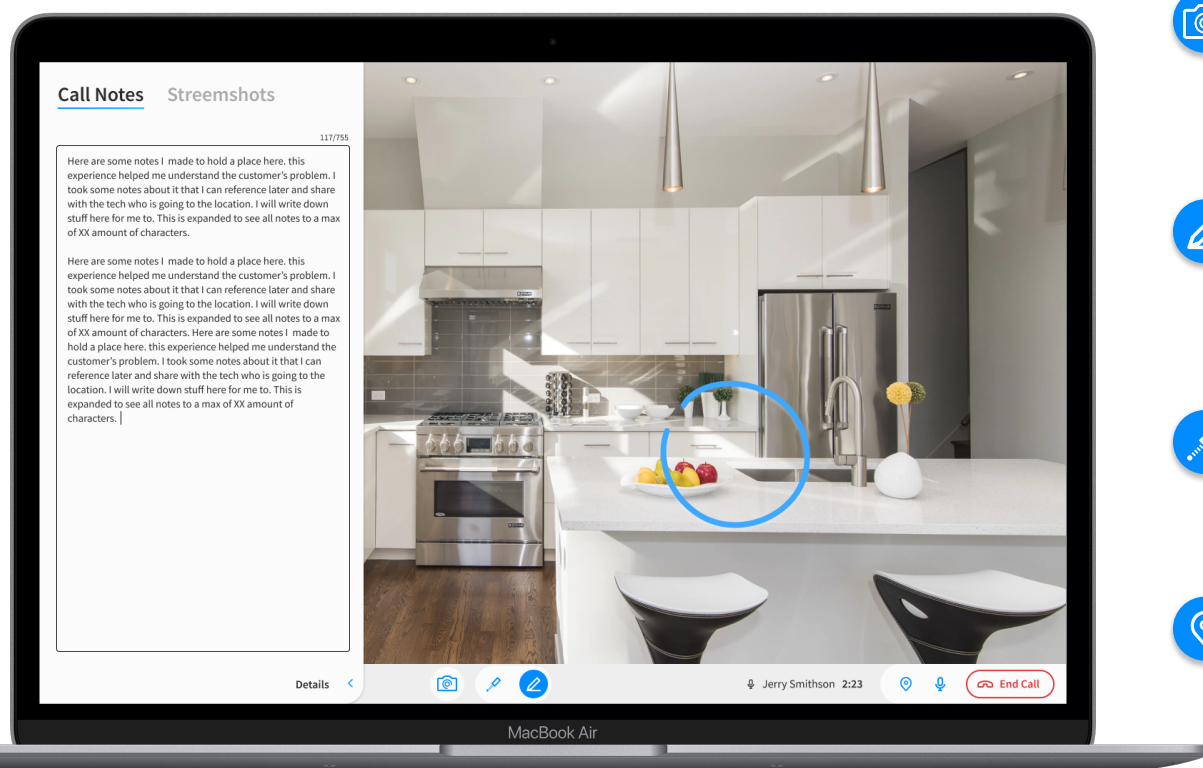 Call Notes Streemshots
117/755
Here are some notes I  made to hold a place here. this
experience helped me understand the customer's problem. I
took some notes about it that I can reference later and share
with the tech who is going to the location. I will write down
stuff here for me to. This is expanded to see all notes to a max
of XX amount of characters.
Here are some notes I  made to hold a place here. this
experience helped me understand the customer's problem. I
took some notes about it that I can reference later and share
with the tech who is going to the location. I will write down
stuff here for me to. This is expanded to see all notes to a max
of XX amount of characters. Here are some notes I  made to
hold a place here. this experience helped me understand the
customer's problem. I took some notes about it that I can
reference later and share with the tech who is going to the
location. I will write down stuff here for me to. This is
expanded to see all notes to a max of XX amount of
characters.
Details
Jerry Smithson 2:23
End Call
MacBook Air